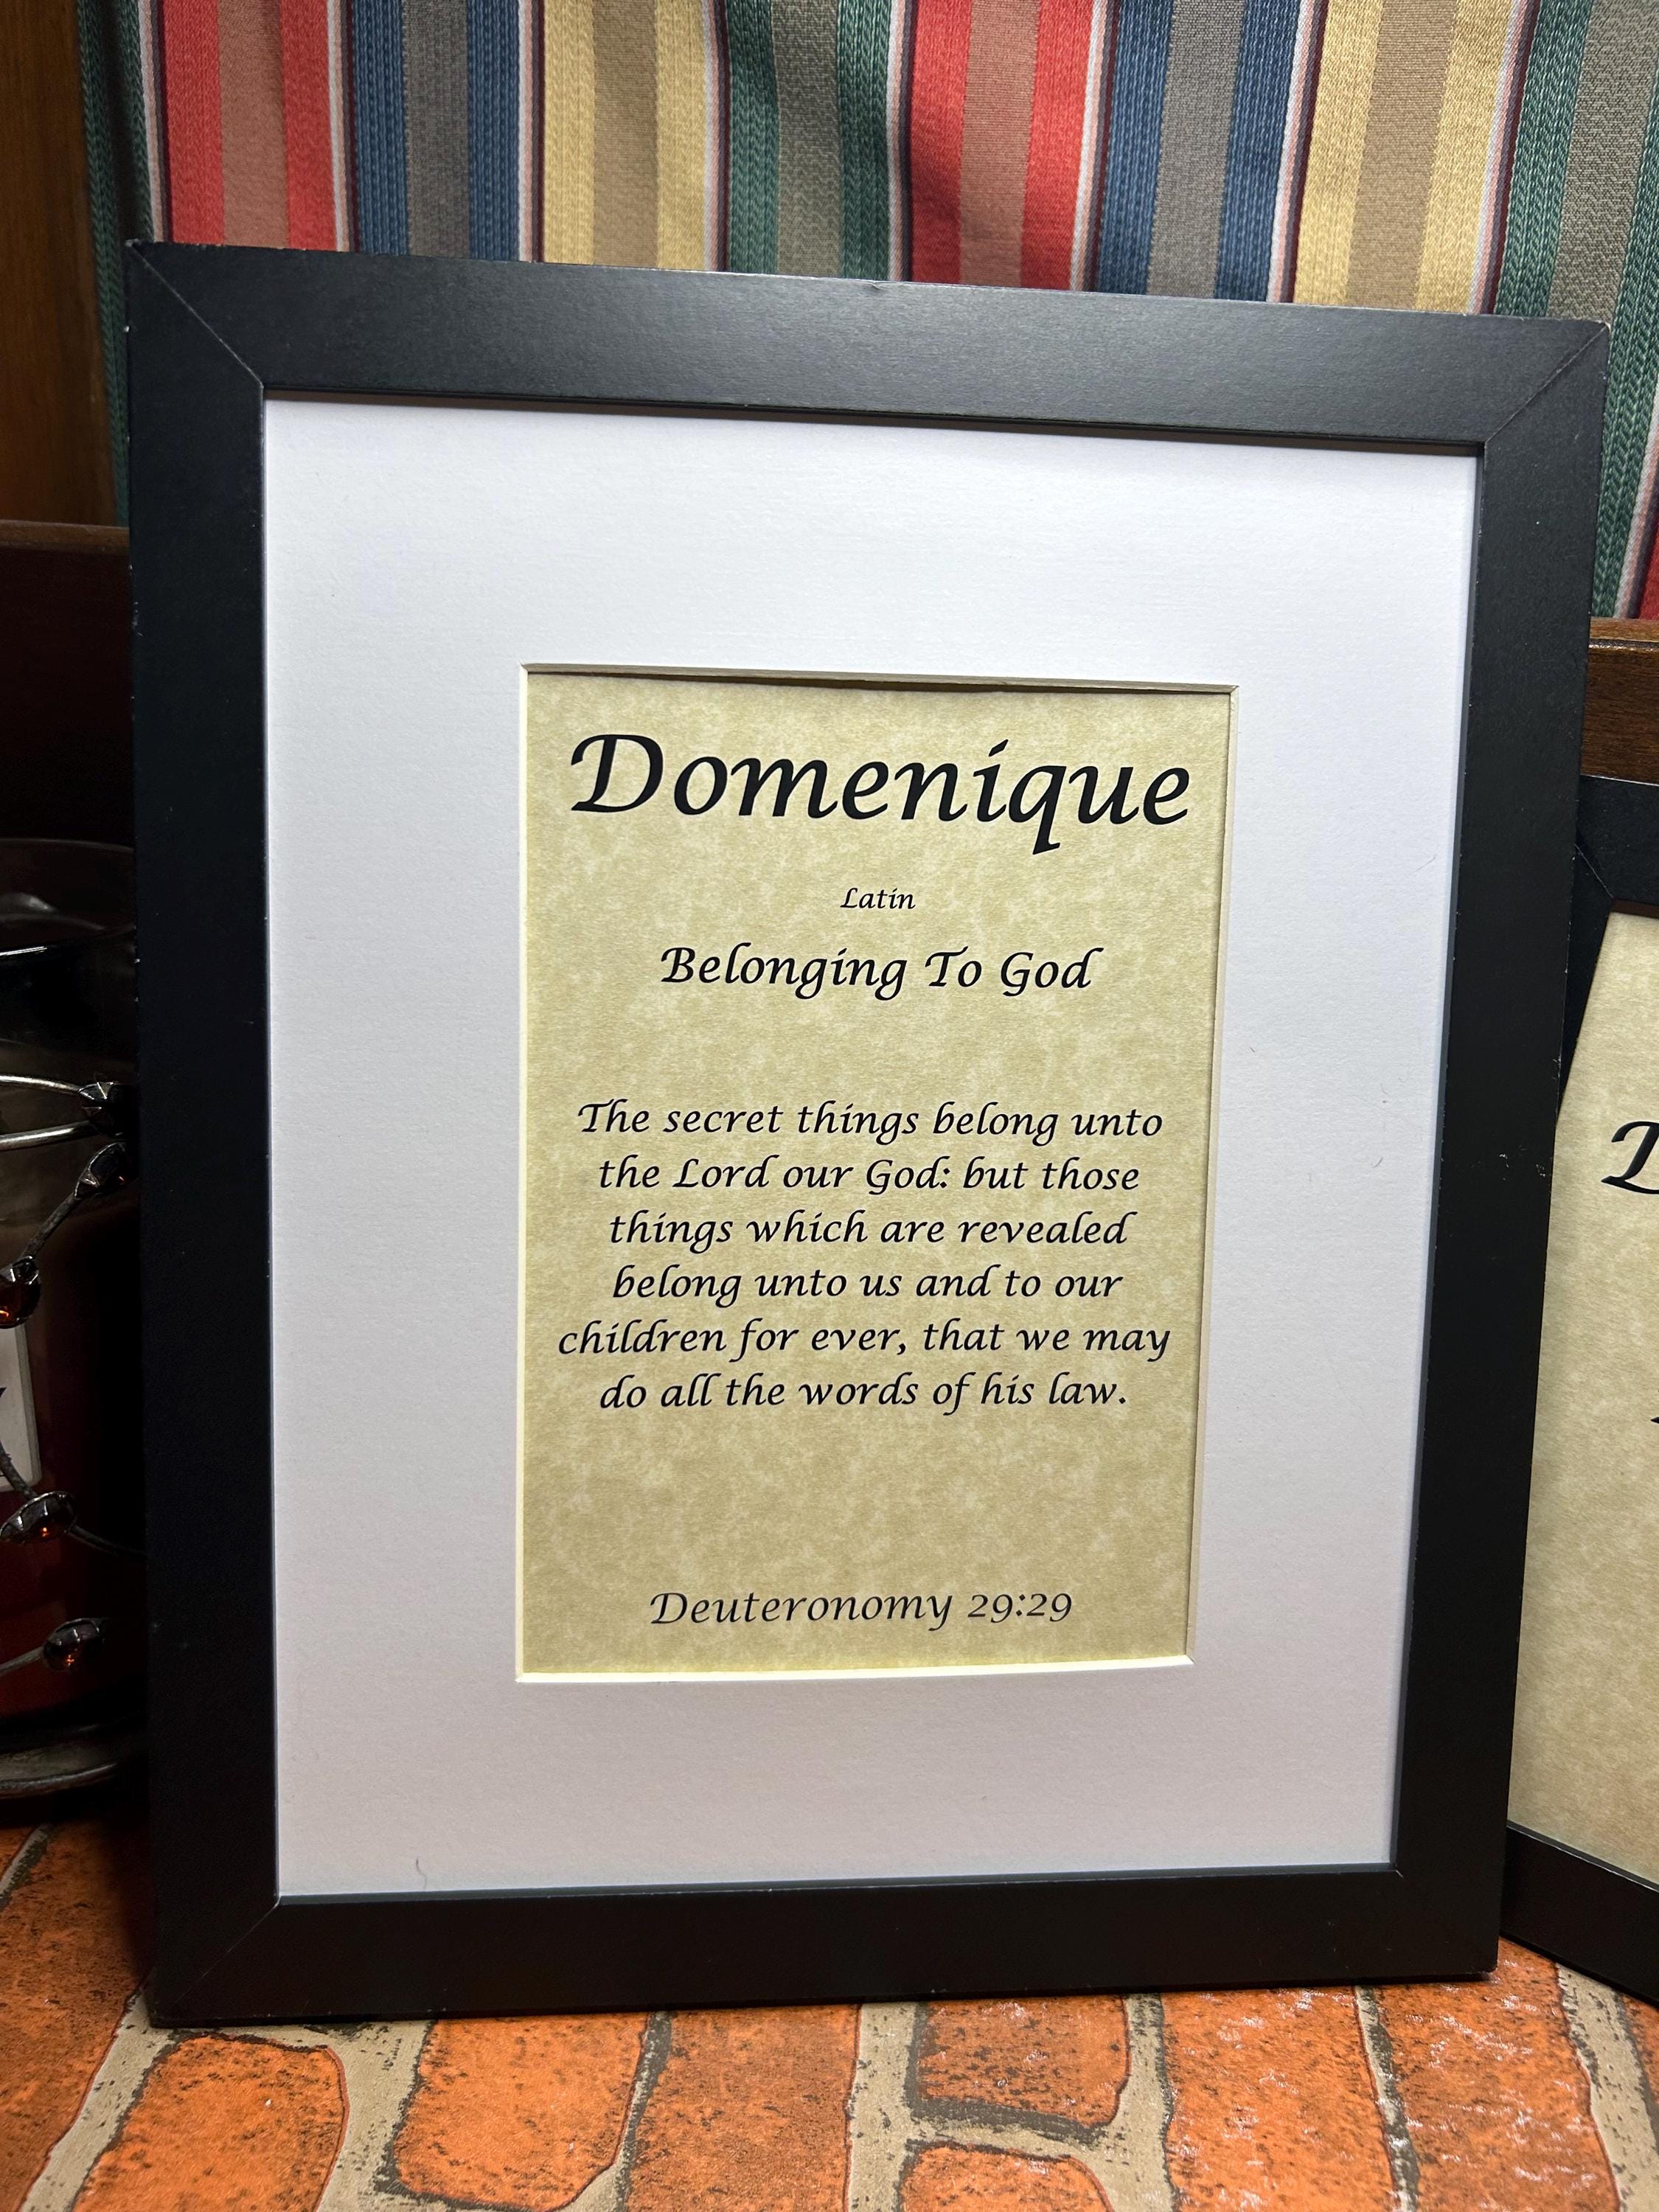 Domenique
Latin
Belonging To God
The secret things belong unto
the Lord our God: but those
things which are revealed
belong unto us and to our
children for ever, that we may
do all the words of his law.
Deuteronomy 29:29